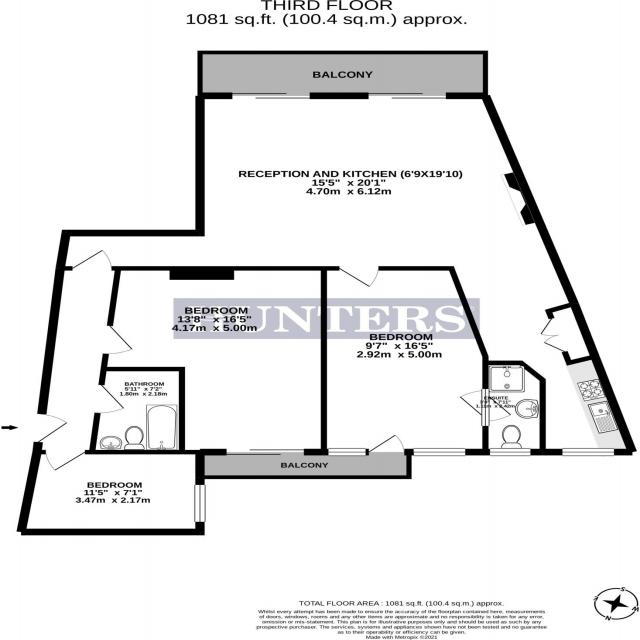 THIRD FLOOR
1081 sq.ft. (100.4 sq.m.) approx.
BALCONY
RECEPTION AND KITCHEN (6'9X19'10)
15'5" x 20'1"
4.70m x 6.12m
BEDROOM
13'8" x 16'5"
4.17m x 5.00m
HUNTERS
BEDROOM
9'7" x 16'5"
2.92m x 5.00m
BATHROOM
5'11" x 7'2"
1.80m x 2.18m
ENSUITE
BALCONY
BEDROOM
11'5" x 7'1"
3.47m x 2.17m
TOTAL FLOOR AREA : 1081 sq.ft. (100.4 sq.m.) approx.
Whilst every attempt has been made to ensure the accuracy of the floorplan contained here, measurements
of doors, windows, rooms and any other items are approximate and no responsibility is taken for any error,
omission or mis-statement. This plan is for illustrative purposes only and should be used as such by any
prospective purchaser. The services, systems and appliances shown have not been tested and no guarantee
as to their operability or efficiency can be given.
Made with Metropix ©2021
N